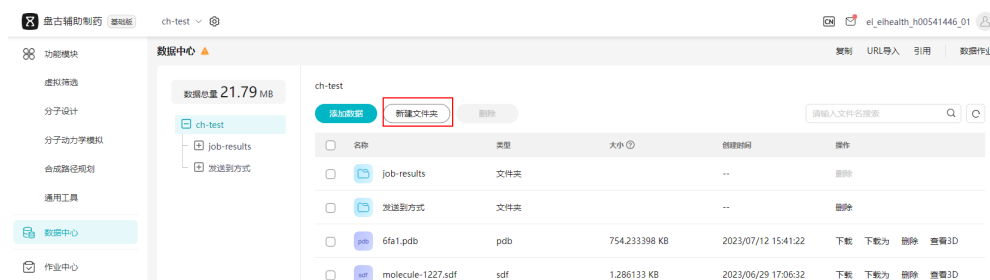 盘古辅助制药 基础版 ch-test CN ei_eihealth_h00541446_01
功能模块
虚拟筛选
分子设计
分子动力学模拟
合成路径规划
通用工具
数据中心
作业中心
数据中心 复制 URL导入 引用 数据作业
数据总量 21.79 MB
ch-test
job-results
发送到方式
ch-test
添加数据 新建文件夹 删除 请输入文件名搜索
名称 类型 大小 创建时间 操作
job-results 文件夹 -- 删除
发送到方式 文件夹 -- 删除
pdb 6fa1.pdb pdb 754.233398 KB 2023/07/12 15:41:22 下载 下载为 删除 查看3D
sdf molecule-1227.sdf sdf 1.286133 KB 2023/06/29 17:06:32 下载 下载为 删除 查看3D